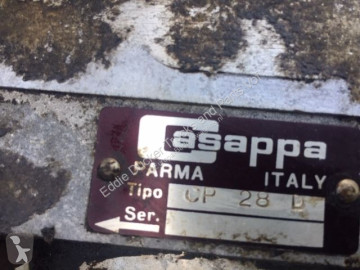 Casappa
PARMA ITALY
Tipo CP 28 L
Ser.